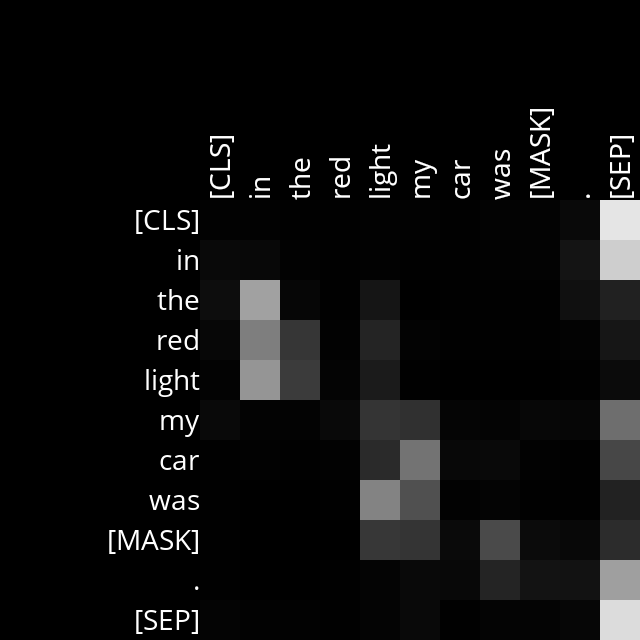 [CLS] in the red light my car was [MASK] . [SEP]
[CLS]
in
the
red
light
my
car
was
[MASK]
.
[SEP]